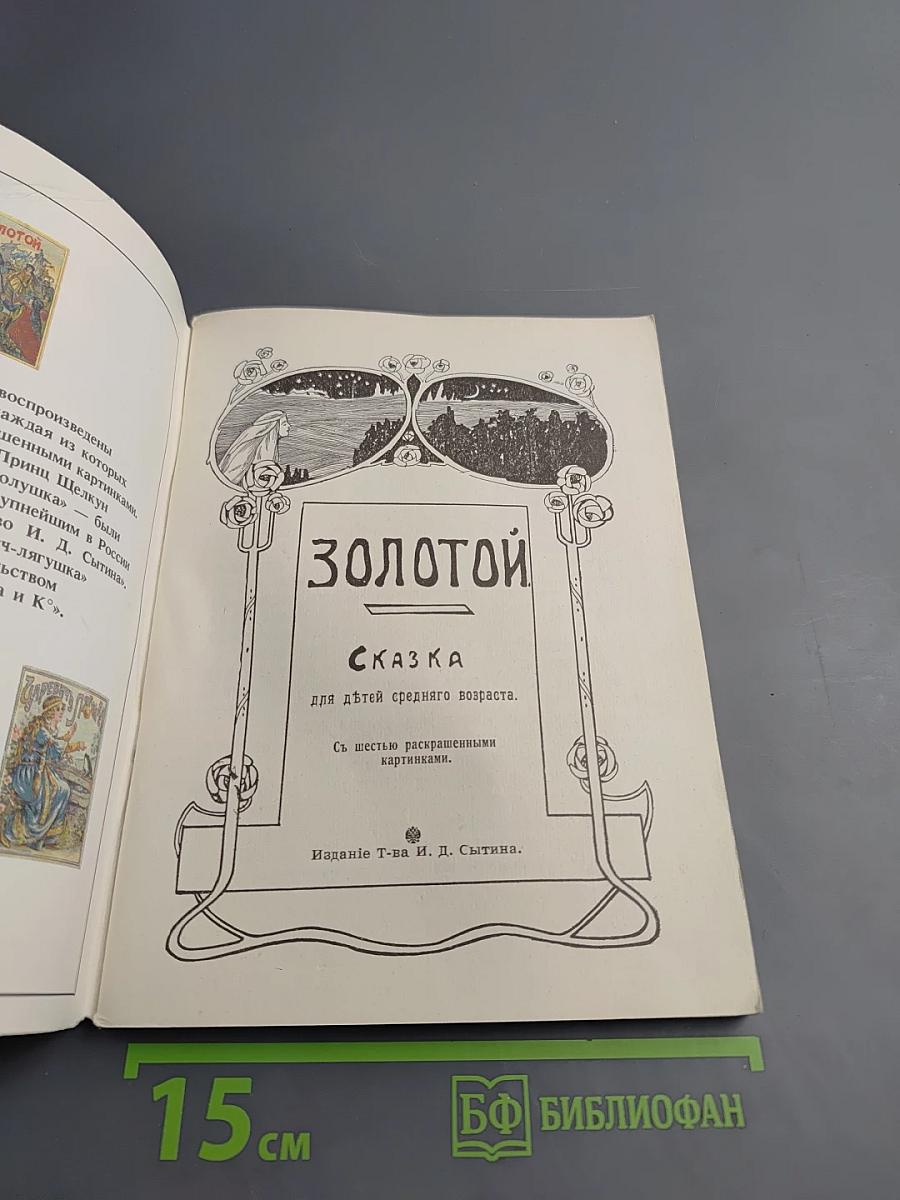 ЛОТОЙ.
воспроизведены
каждая из которых
шенными картинками.
Принц Щелкун
олушка» — были
упнейшим в России
во И. Д. Сытина».
ч-лягушка»
льством
а и К°».
ЗОЛОТОЙ
Сказка
для дѣтей средняго возраста.
Съ шестью раскрашенными
картинками.
Изданіе Т-ва И. Д. Сытина.
15 см
БФ БИБЛИОФАН